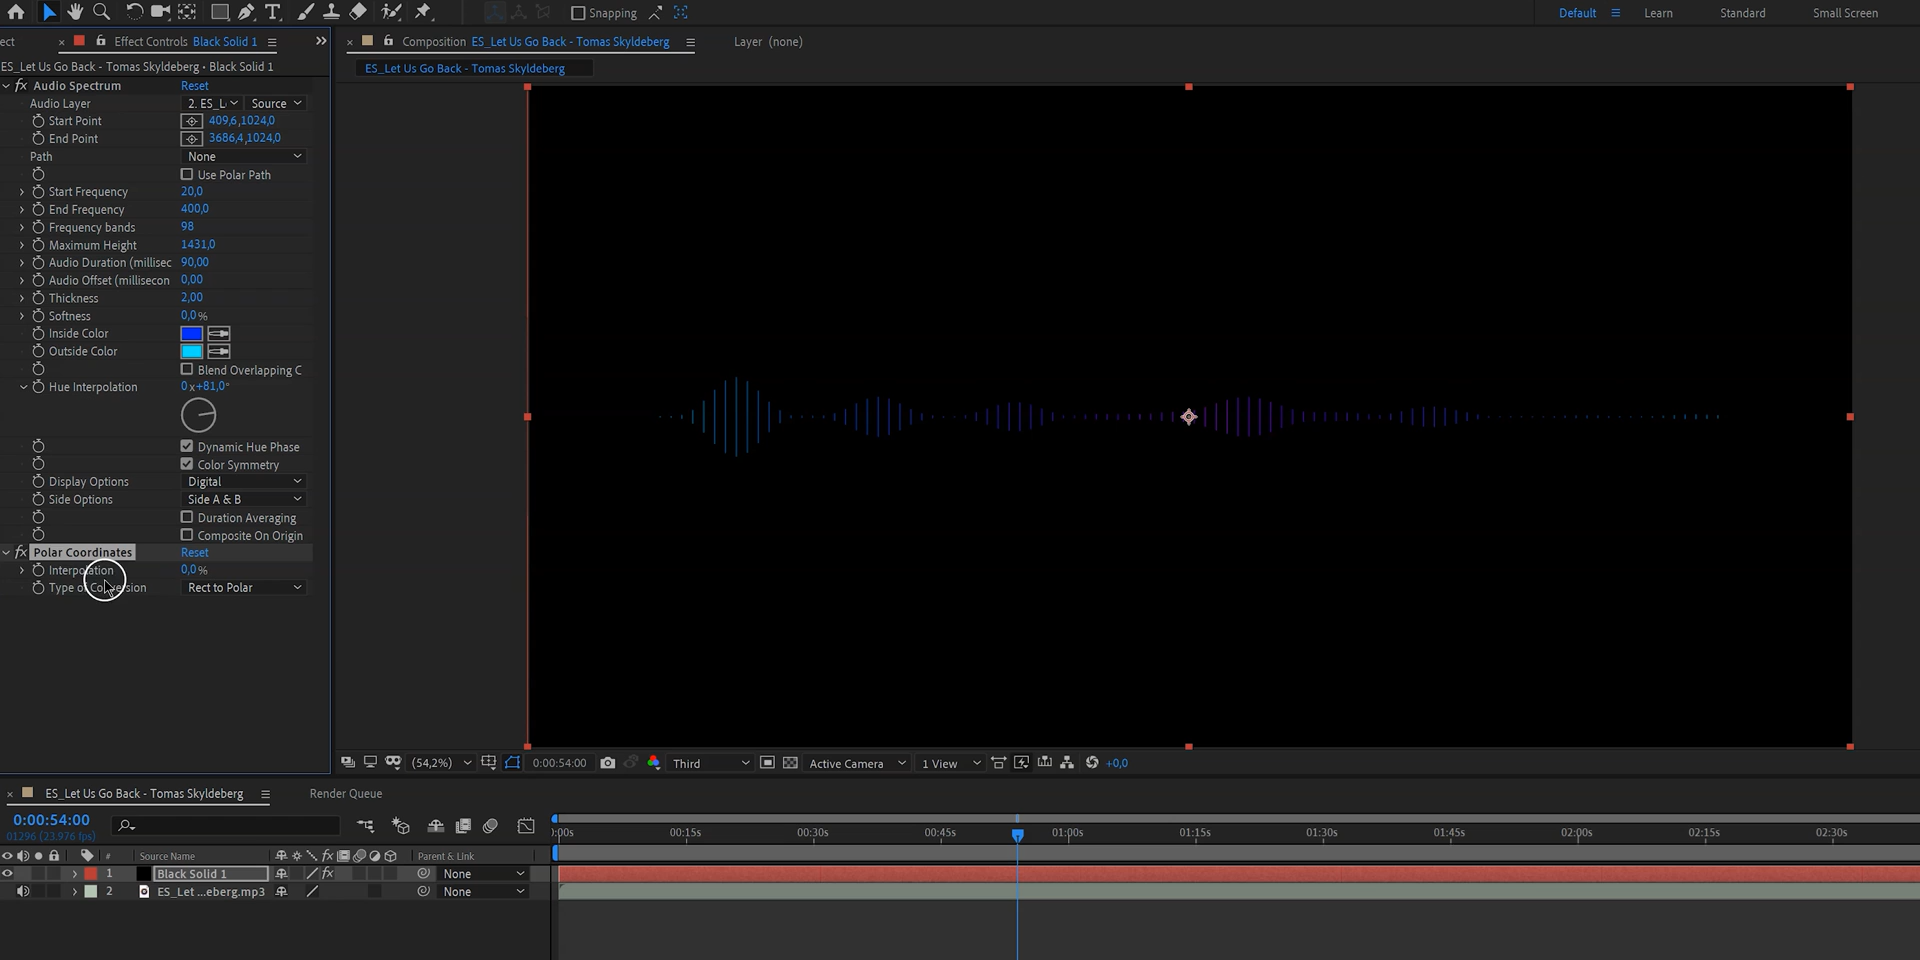 Snapping
Default
Learn
Standard
Small Screen
ect
Effect Controls Black Solid 1
Composition ES_Let Us Go Back - Tomas Skyldeberg
Layer (none)
ES_Let Us Go Back - Tomas Skyldeberg • Black Solid 1
ES_Let Us Go Back - Tomas Skyldeberg
fx Audio Spectrum Reset
Audio Layer 2. ES_L Source
Start Point 409,6,1024,0
End Point 3686,4,1024,0
Path None
Use Polar Path
Start Frequency 20,0
End Frequency 400,0
Frequency bands 98
Maximum Height 1431,0
Audio Duration (millisec 90,00
Audio Offset (millisecon 0,00
Thickness 2,00
Softness 0,0%
Inside Color
Outside Color
Blend Overlapping C
Hue Interpolation 0x+81,0°
Dynamic Hue Phase
Color Symmetry
Display Options Digital
Side Options Side A & B
Duration Averaging
Composite On Origin
fx Polar Coordinates Reset
Interpolation 0,0%
Type of Conversion Rect to Polar
(54,2%) 0:00:54:00 Third Active Camera 1 View +0,0
ES_Let Us Go Back - Tomas Skyldeberg
Render Queue
0:00:54:00
01296 (23.976 fps)
):00s 00:15s 00:30s 00:45s 01:00s 01:15s 01:30s 01:45s 02:00s 02:15s 02:30s
# Source Name fx Parent & Link
1 Black Solid 1 fx None
2 ES_Let ...eberg.mp3 None